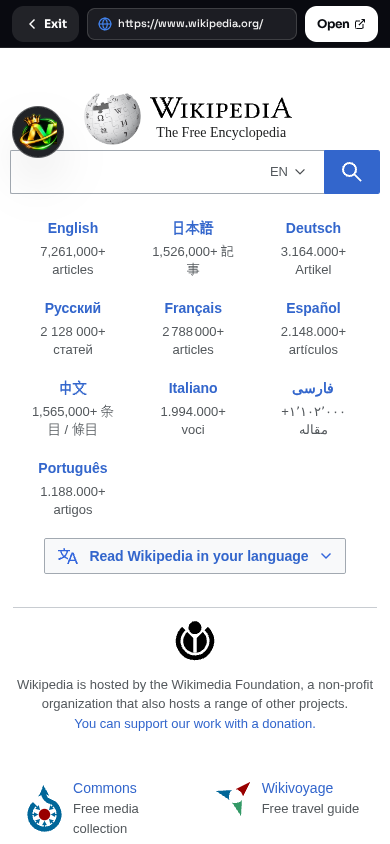 Exit
https://www.wikipedia.org/
Open
WIKIPEDIA
The Free Encyclopedia
EN
English
7,261,000+
articles
日本語
1,526,000+ 記
事
Deutsch
3.164.000+
Artikel
Русский
2 128 000+
статей
Français
2 788 000+
articles
Español
2.148.000+
artículos
中文
1,565,000+ 条
目 / 條目
Italiano
1.994.000+
voci
فارسی
۱٬۱۰۲٬۰۰۰+
مقاله
Português
1.188.000+
artigos
Read Wikipedia in your language
Wikipedia is hosted by the Wikimedia Foundation, a non-profit
organization that also hosts a range of other projects.
You can support our work with a donation.
Commons
Free media
collection
Wikivoyage
Free travel guide